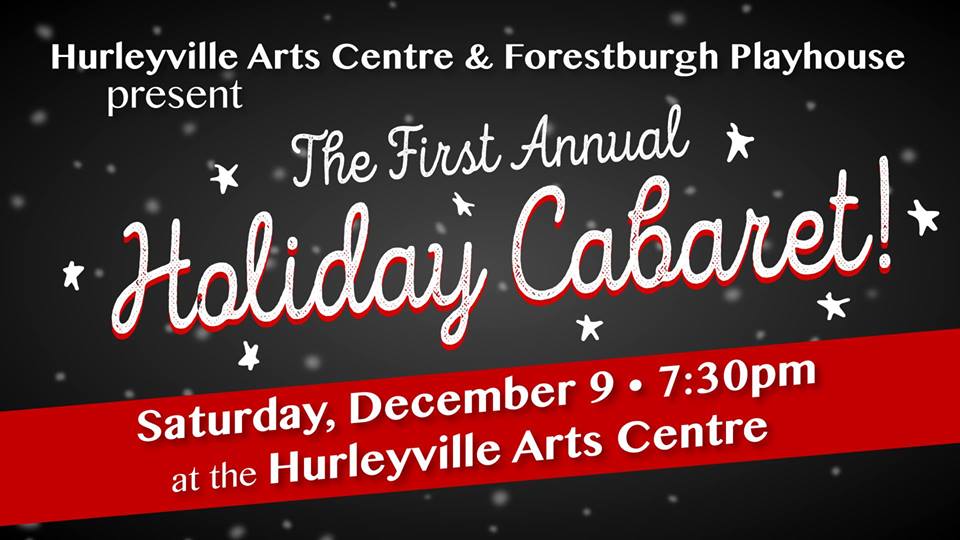 Hurleyville Arts Centre & Forestburgh Playhouse
present
The First Annual
Holiday Cabaret!
Saturday, December 9 • 7:30pm
at the Hurleyville Arts Centre